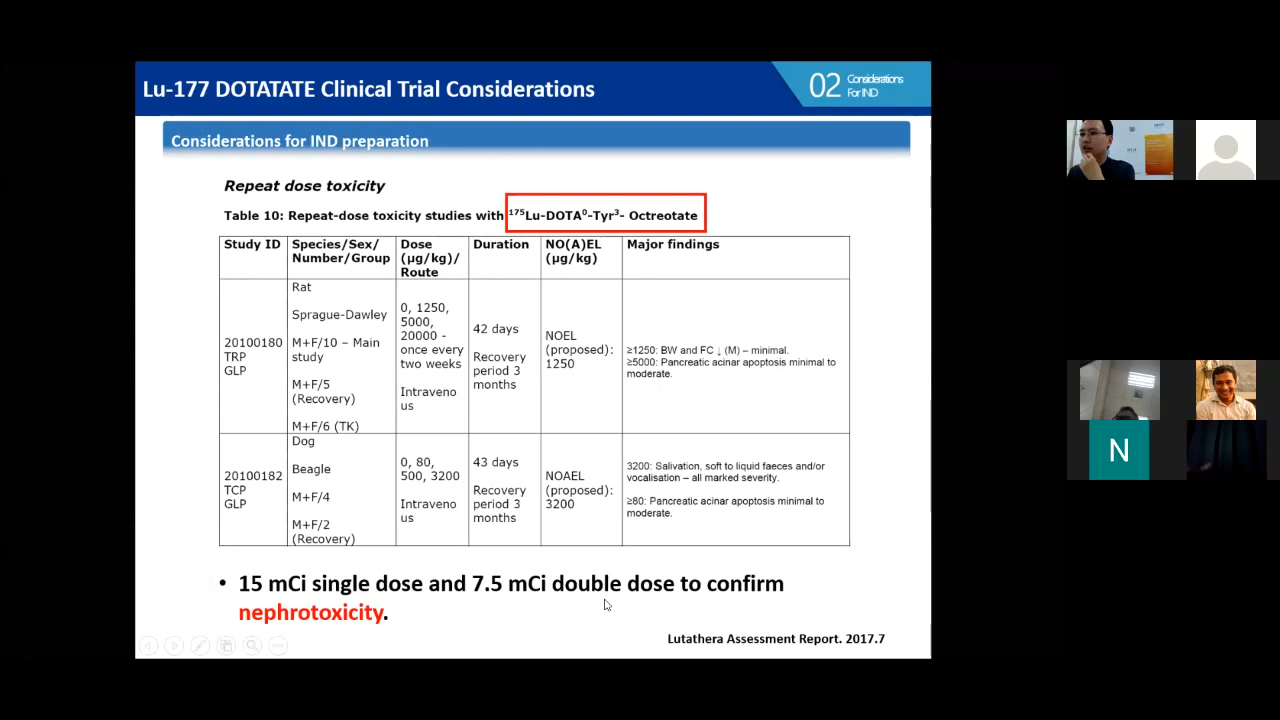 Lu-177 DOTATATE Clinical Trial Considerations
02
Considerations
For IND
Considerations for IND preparation
Repeat dose toxicity
Table 10: Repeat-dose toxicity studies with ¹⁷⁵Lu-DOTA⁰-Tyr³- Octreotate
Study ID
Species/Sex/
Number/Group
Dose
(µg/kg)/
Route
Duration
NO(A)EL
(µg/kg)
Major findings
20100180
TRP
GLP
Rat
Sprague-Dawley
M+F/10 – Main
study
M+F/5
(Recovery)
M+F/6 (TK)
0, 1250,
5000,
20000 -
once every
two weeks
Intraveno
us
42 days
Recovery
period 3
months
NOEL
(proposed):
1250
≥1250: BW and FC ↓ (M) – minimal.
≥5000: Pancreatic acinar apoptosis minimal to
moderate.
20100182
TCP
GLP
Dog
Beagle
M+F/4
M+F/2
(Recovery)
0, 80,
500, 3200
Intraveno
us
43 days
Recovery
period 3
months
NOAEL
(proposed):
3200
3200: Salivation, soft to liquid faeces and/or
vocalisation – all marked severity.
≥80: Pancreatic acinar apoptosis minimal to
moderate.
• 15 mCi single dose and 7.5 mCi double dose to confirm
nephrotoxicity.
Lutathera Assessment Report. 2017.7
N